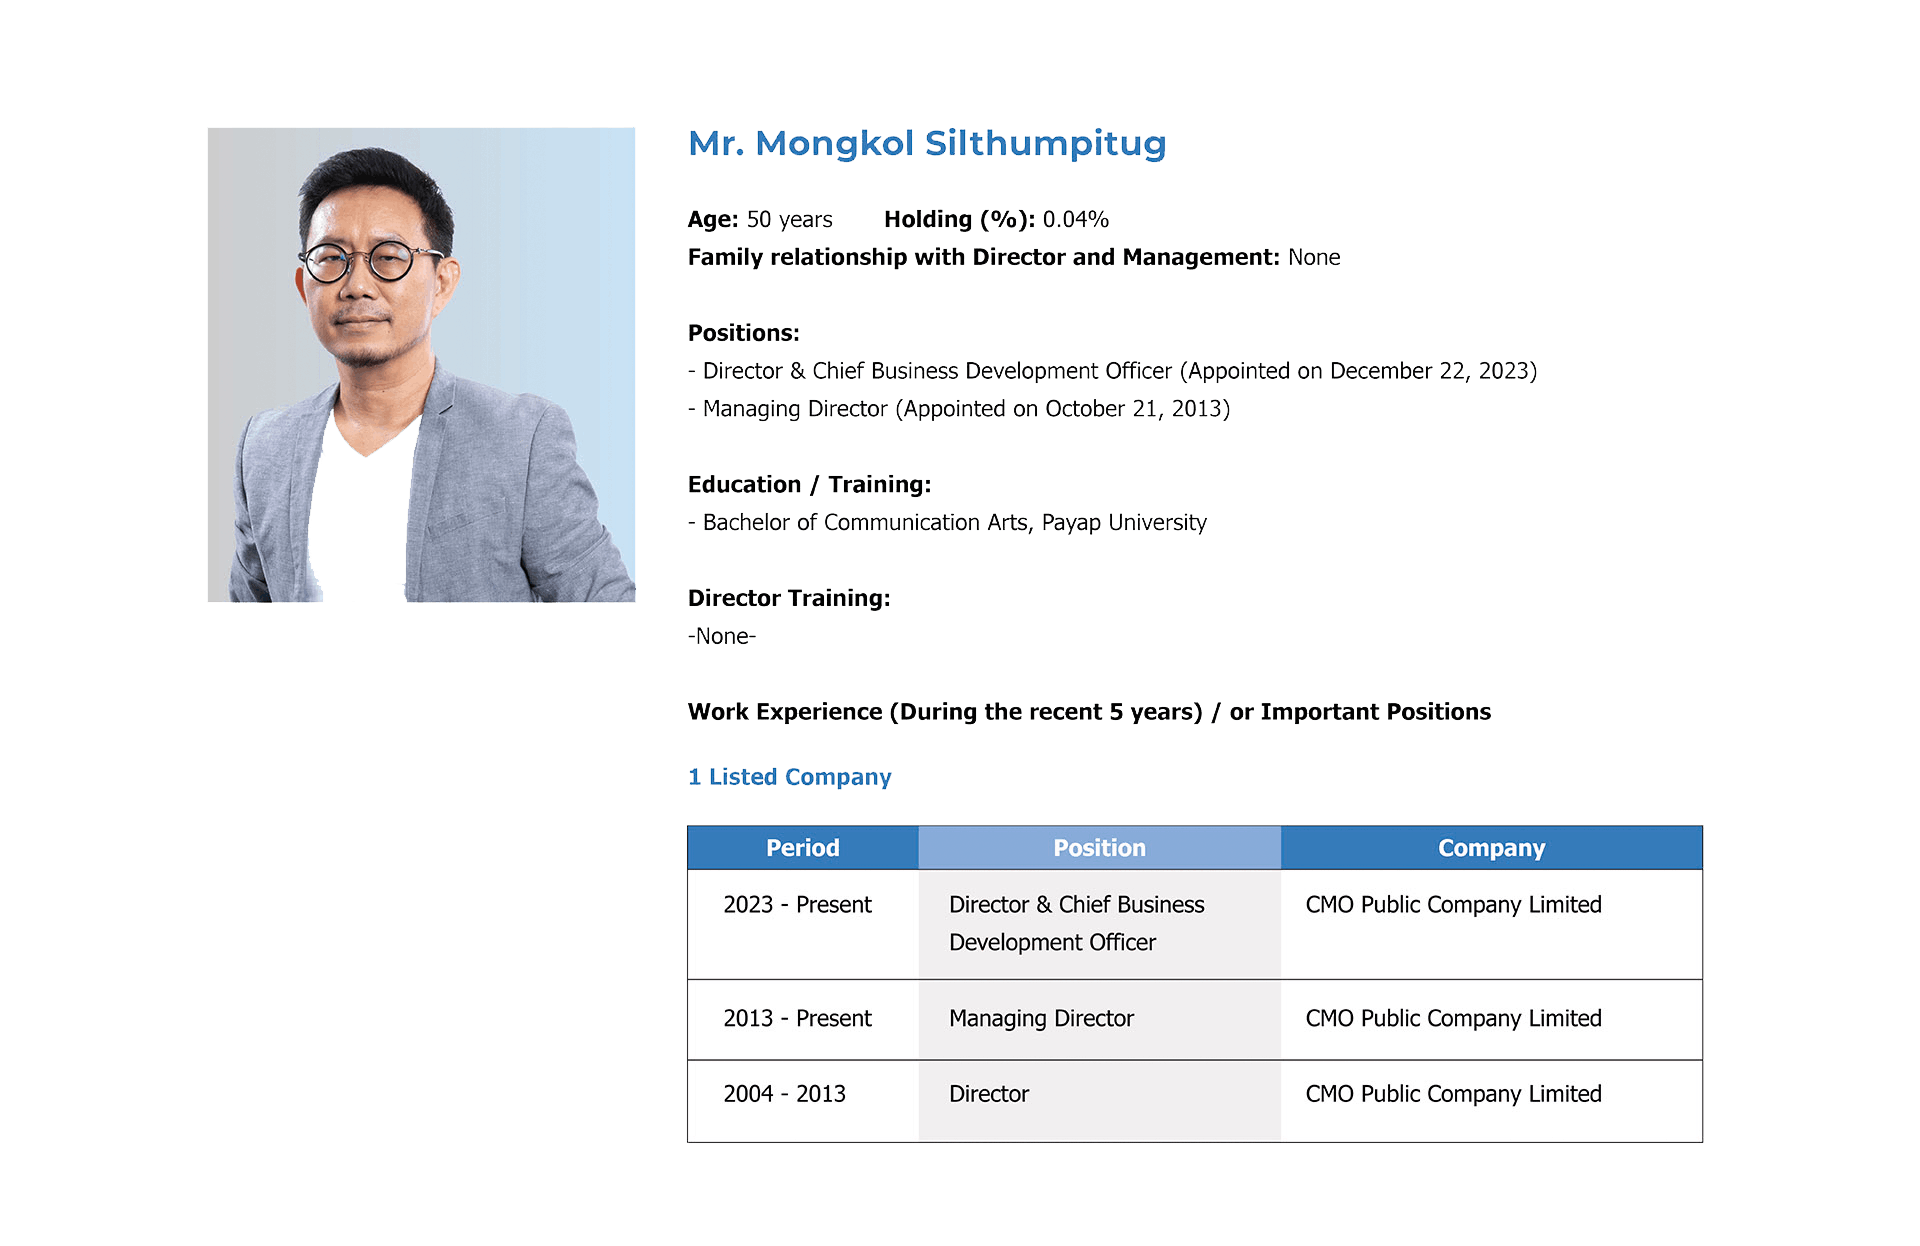 Mr. Mongkol Silthumpitug
Age: 50 years Holding (%): 0.04%
Family relationship with Director and Management: None
Positions:
- Director & Chief Business Development Officer (Appointed on December 22, 2023)
- Managing Director (Appointed on October 21, 2013)
Education / Training:
- Bachelor of Communication Arts, Payap University
Director Training:
-None-
Work Experience (During the recent 5 years) / or Important Positions
1 Listed Company
Period Position Company
2023 - Present Director & Chief Business CMO Public Company Limited
Development Officer
2013 - Present Managing Director CMO Public Company Limited
2004 - 2013 Director CMO Public Company Limited